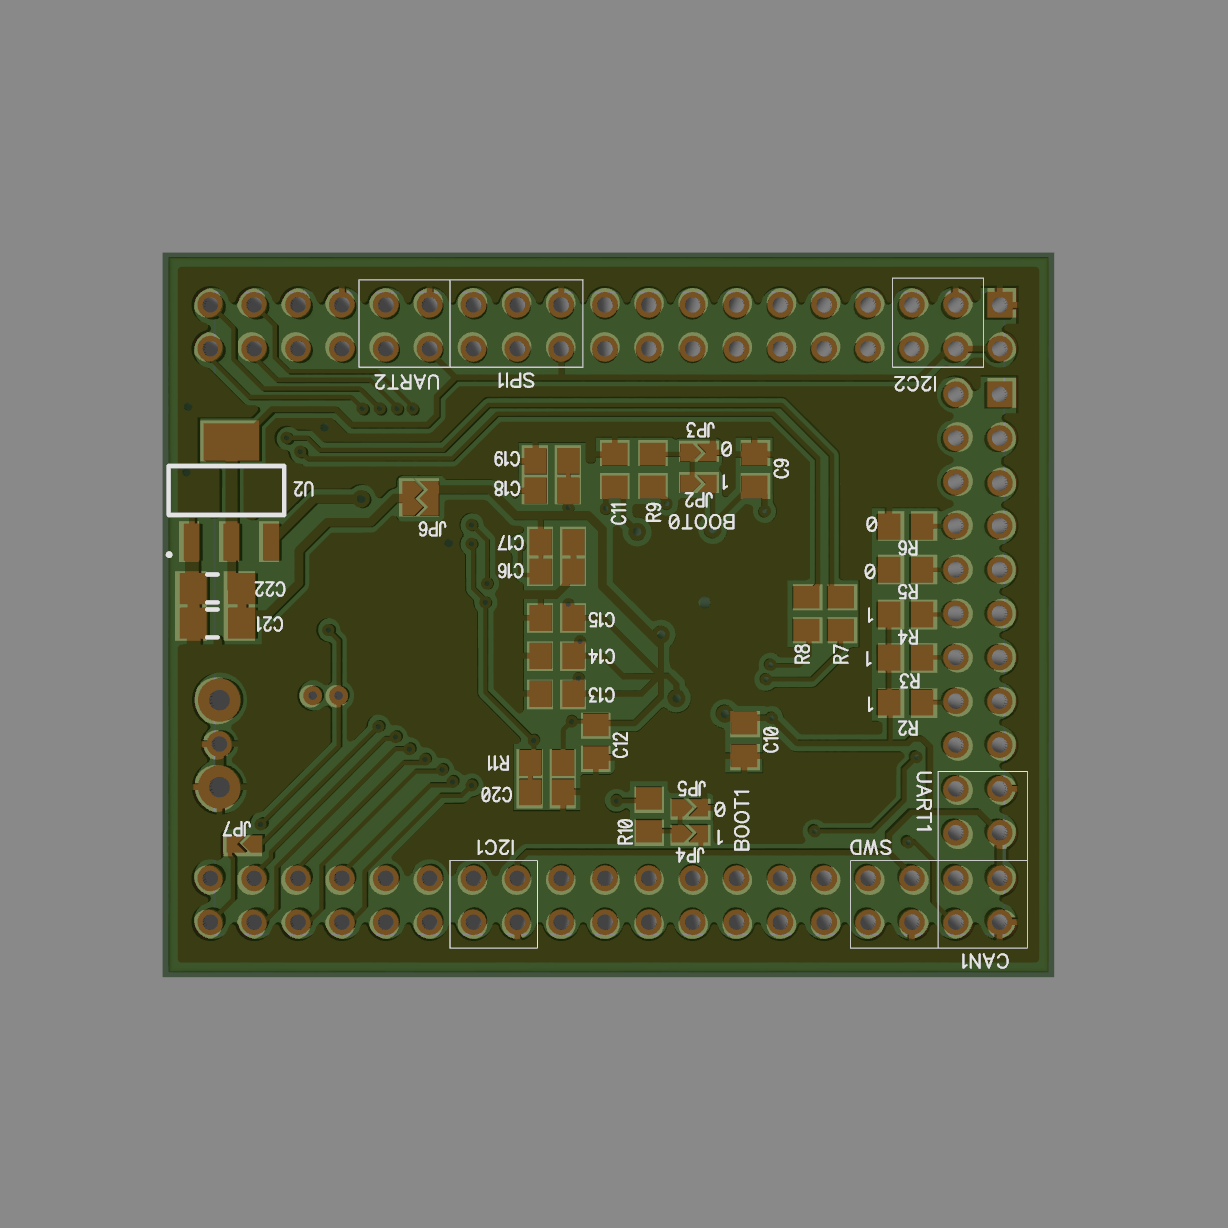 UART2
SPI1
I2C2
JP3
0
C19
C9
U2
C18
JP2
1
C11
R9
BOOT0
JP6
0
C17
R6
C16
0
C22
R5
C15
1
C21
R4
C14
R8
R7
1
R3
C13
1
R2
C12
C10
R11
C20
JP5
0
UART1
JP7
R10
BOOT1
1
JP4
I2C1
SWD
CAN1